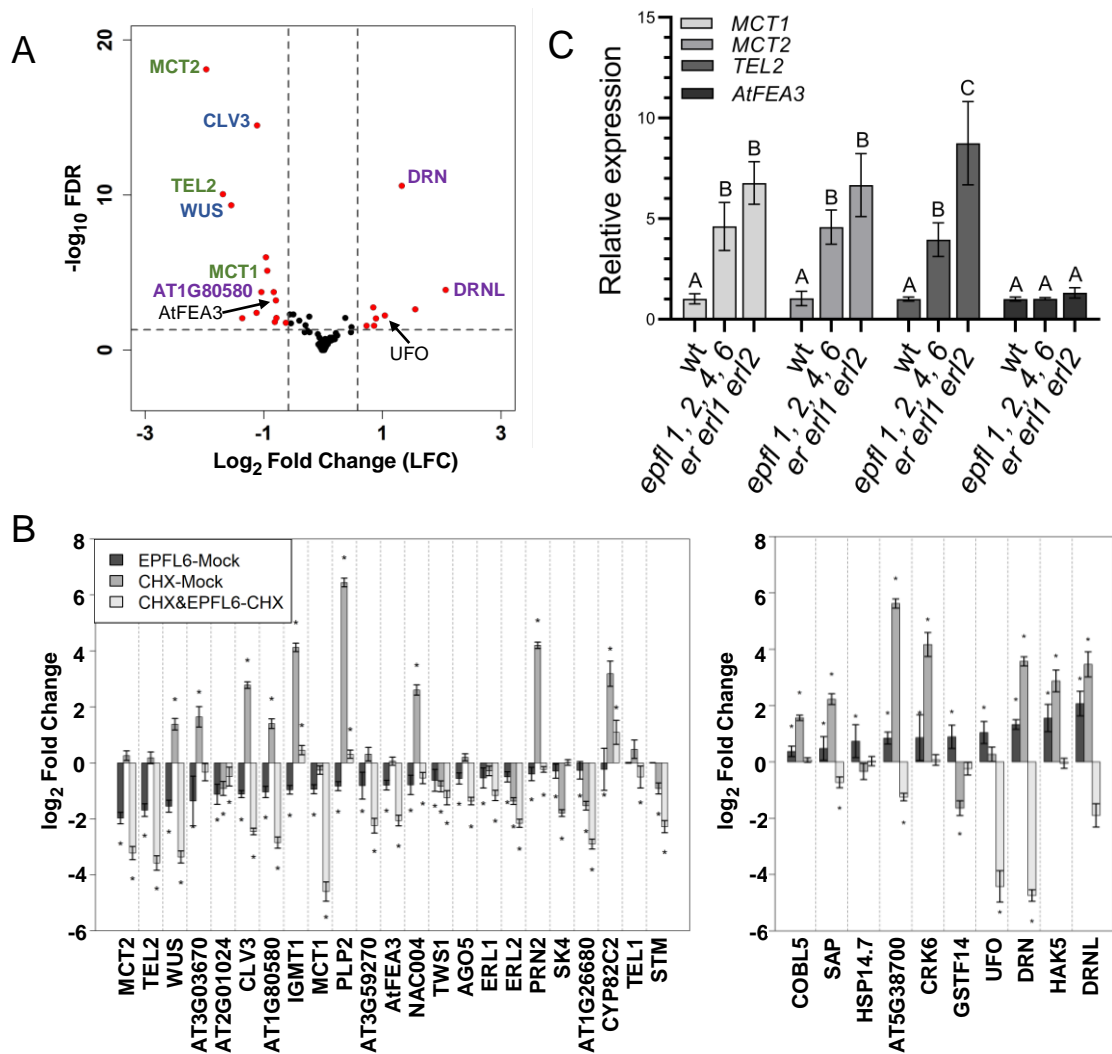 A
20
10
0
-log10 FDR
MCT2
CLV3
TEL2
WUS
MCT1
AT1G80580
AtFEA3
DRN
DRNL
UFO
-3
-1
1
3
Log2 Fold Change (LFC)
C
15
10
5
0
Relative expression
MCT1
MCT2
TEL2
AtFEA3
A
B
B
A
B
B
A
B
C
A
A
A
wt
epfl 1, 2, 4, 6
er erl1 erl2
wt
epfl 1, 2, 4, 6
er erl1 erl2
wt
epfl 1, 2, 4, 6
er erl1 erl2
wt
epfl 1, 2, 4, 6
er erl1 erl2
B
8
6
4
2
0
-2
-4
-6
log2 Fold Change
EPFL6-Mock
CHX-Mock
CHX&EPFL6-CHX
MCT2
TEL2
WUS
AT3G03670
AT2G01024
CLV3
AT1G80580
IGMT1
MCT1
PLP2
AT3G59270
AtFEA3
NAC004
TWS1
AGO5
ERL1
ERL2
PRN2
SK4
AT1G26680
CYP82C2
TEL1
STM
8
6
4
2
0
-2
-4
-6
log2 Fold Change
COBL5
SAP
HSP14.7
AT5G38700
CRK6
GSTF14
UFO
DRN
HAK5
DRNL